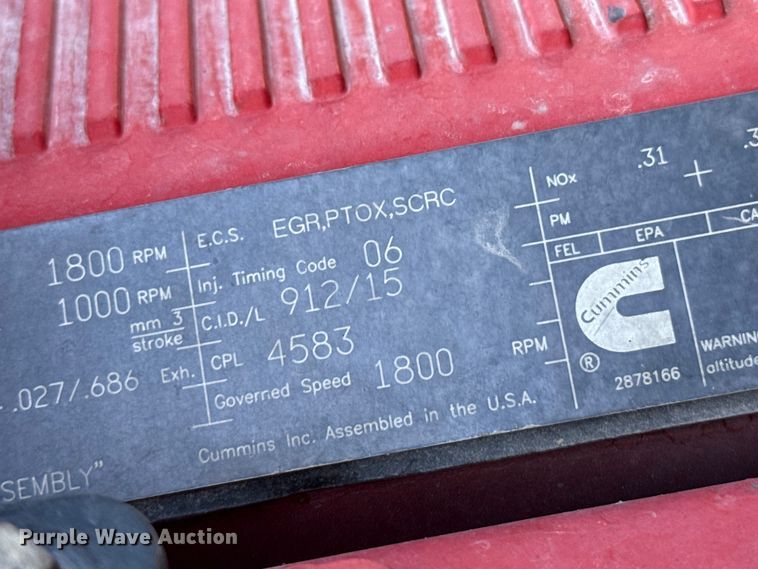 1800 RPM
1000 RPM
mm 3
stroke
.027/.686 Exh.
SEMBLY"
E.C.S. EGR,PTOX,SCRC
Inj. Timing Code 06
C.I.D./L 912/15
CPL 4583
Governed Speed 1800 RPM
Cummins Inc. Assembled in the U.S.A.
NOx .31
PM
FEL EPA CA
Cummins
®
2878166
WARNIN
altitude
Purple Wave Auction